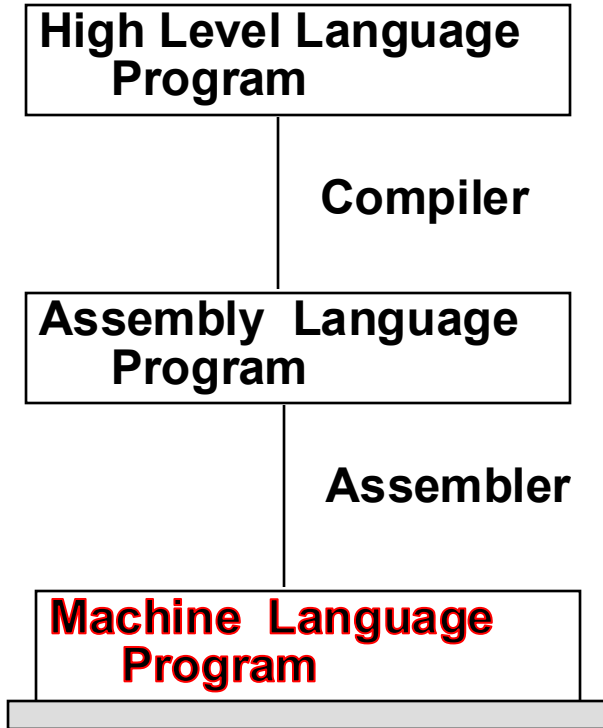 High Level Language
Program
Compiler
Assembly Language
Program
Assembler
Machine Language
Program